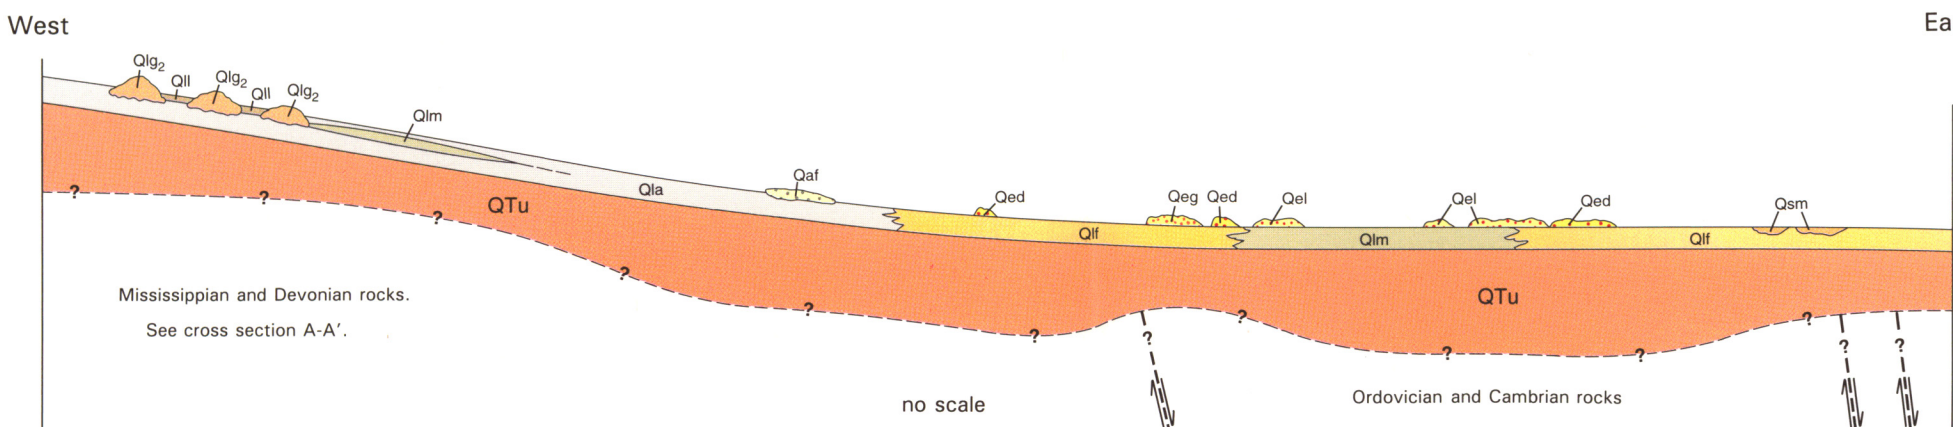 West
Ea
Qlg2
Qll
Qlg2
Qll
Qlg2
Qlm
Qaf
Qed
Qeg
Qed
Qel
Qel
Qed
Qsm
Qla
Qlf
Qlm
Qlf
QTu
QTu
? ? ? ? ? ? ? ? ? ?
Mississippian and Devonian rocks.
See cross section A-A′.
? ? ?
no scale
Ordovician and Cambrian rocks